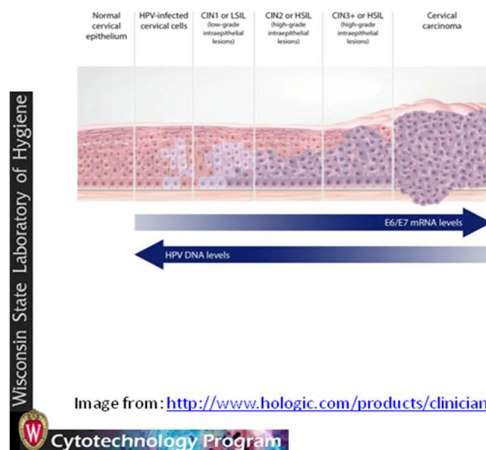 Normal
cervical
epithelium
HPV-infected
cervical cells
CIN1 or LSIL
(low-grade
intraepithelial
lesions)
CIN2 or HSIL
(high-grade
intraepithelial
lesions)
CIN3+ or HSIL
(high-grade
intraepithelial
lesions)
Cervical
carcinoma
E6/E7 mRNA levels
HPV DNA levels
Wisconsin State Laboratory of Hygiene
Image from: http://www.hologic.com/products/clinician
W
Cytotechnology Program